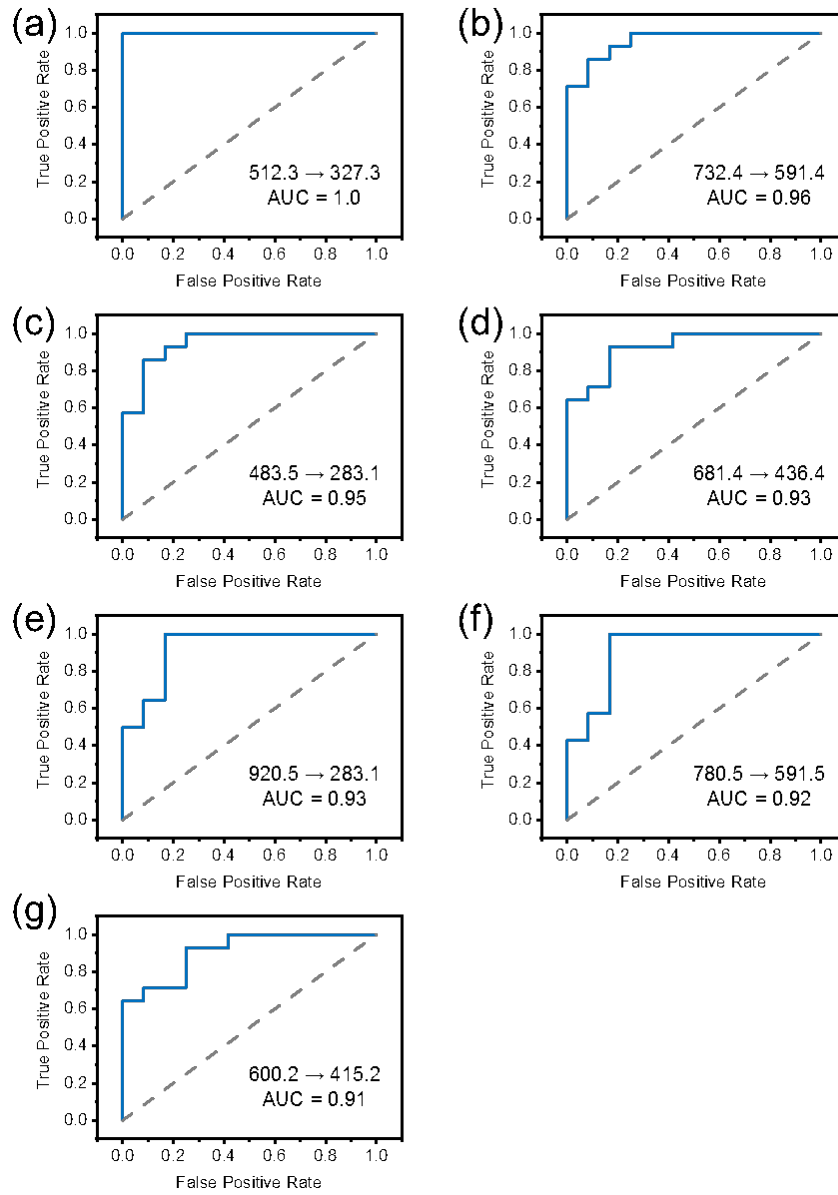 (a)
True Positive Rate
1.0
0.8
0.6
0.4
0.2
0.0
512.3 → 327.3
AUC = 1.0
0.0 0.2 0.4 0.6 0.8 1.0
False Positive Rate
(b)
True Positive Rate
1.0
0.8
0.6
0.4
0.2
0.0
732.4 → 591.4
AUC = 0.96
0.0 0.2 0.4 0.6 0.8 1.0
False Positive Rate
(c)
True Positive Rate
1.0
0.8
0.6
0.4
0.2
0.0
483.5 → 283.1
AUC = 0.95
0.0 0.2 0.4 0.6 0.8 1.0
False Positive Rate
(d)
True Positive Rate
1.0
0.8
0.6
0.4
0.2
0.0
681.4 → 436.4
AUC = 0.93
0.0 0.2 0.4 0.6 0.8 1.0
False Positive Rate
(e)
True Positive Rate
1.0
0.8
0.6
0.4
0.2
0.0
920.5 → 283.1
AUC = 0.93
0.0 0.2 0.4 0.6 0.8 1.0
False Positive Rate
(f)
True Positive Rate
1.0
0.8
0.6
0.4
0.2
0.0
780.5 → 591.5
AUC = 0.92
0.0 0.2 0.4 0.6 0.8 1.0
False Positive Rate
(g)
True Positive Rate
1.0
0.8
0.6
0.4
0.2
0.0
600.2 → 415.2
AUC = 0.91
0.0 0.2 0.4 0.6 0.8 1.0
False Positive Rate